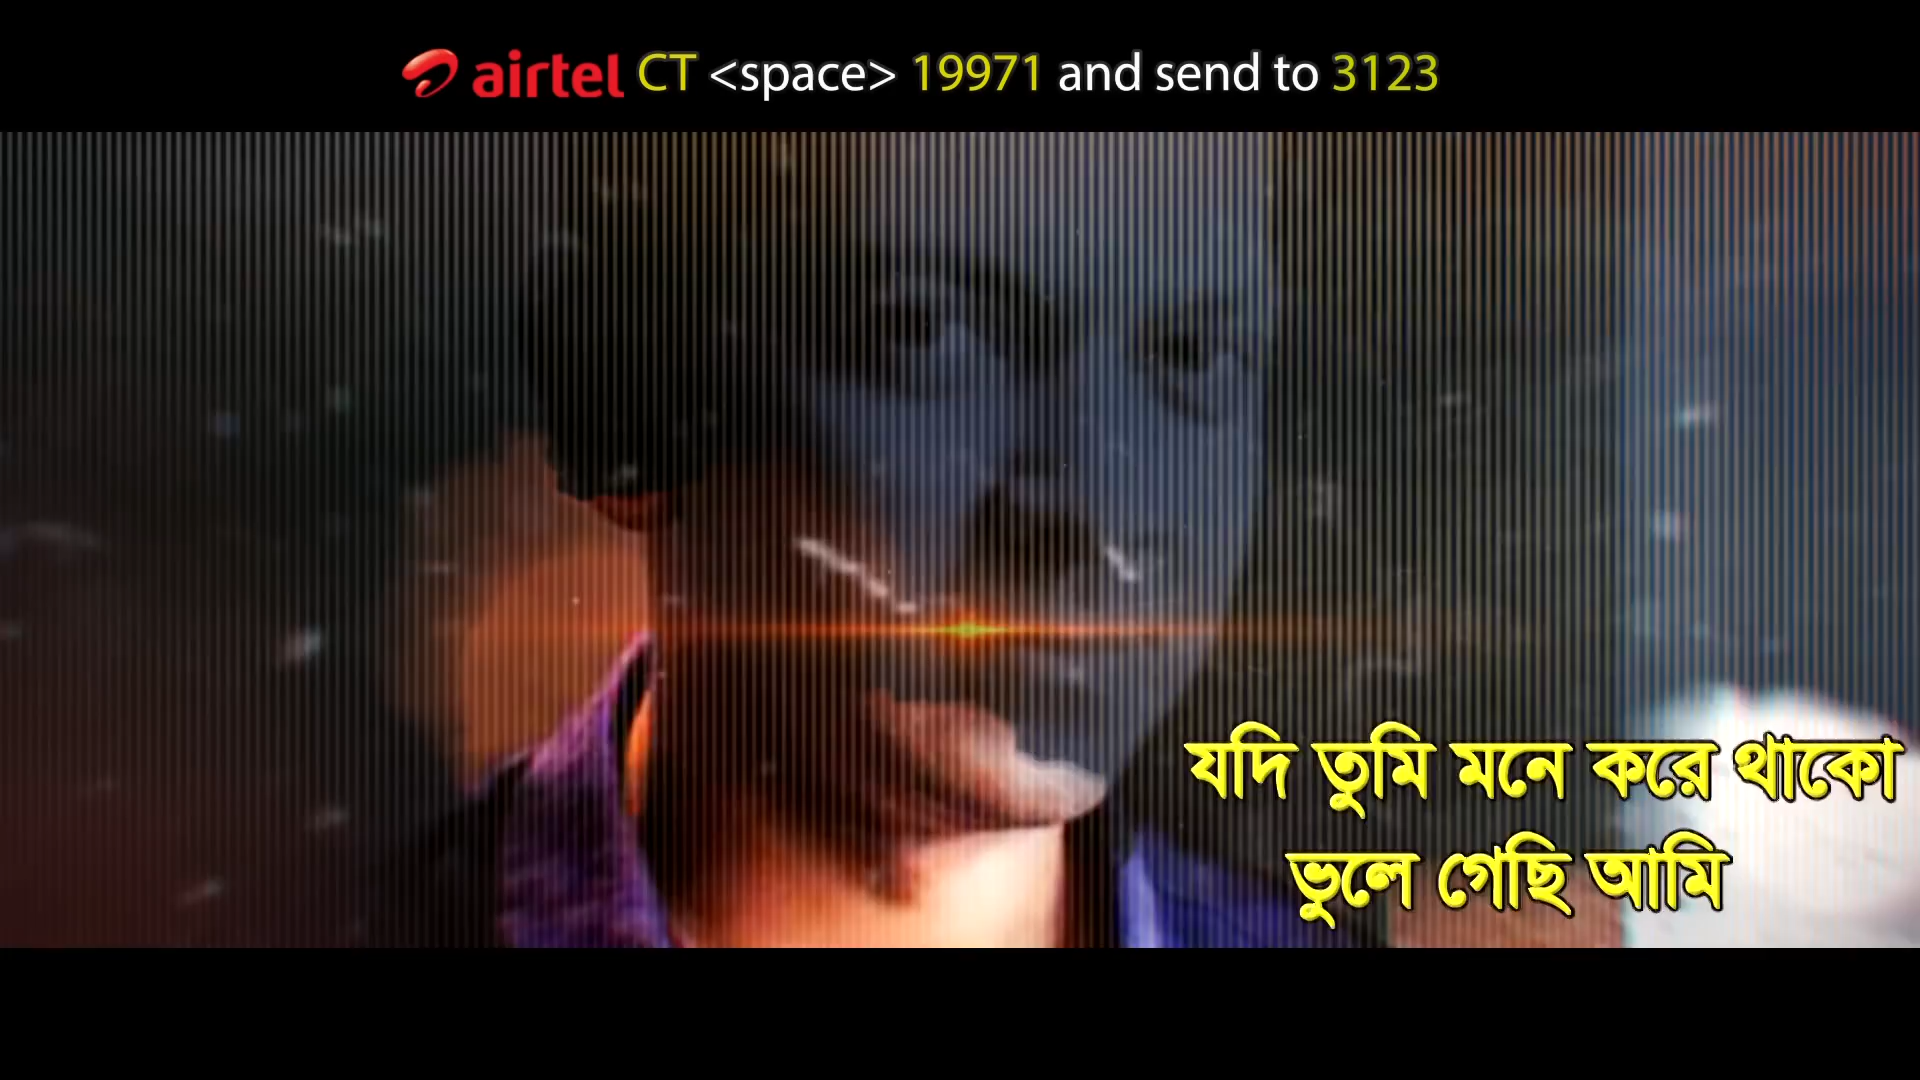 airtel CT <space> 19971 and send to 3123
যদি তুমি মনে করে থাকো
ভুলে গেছি আমি